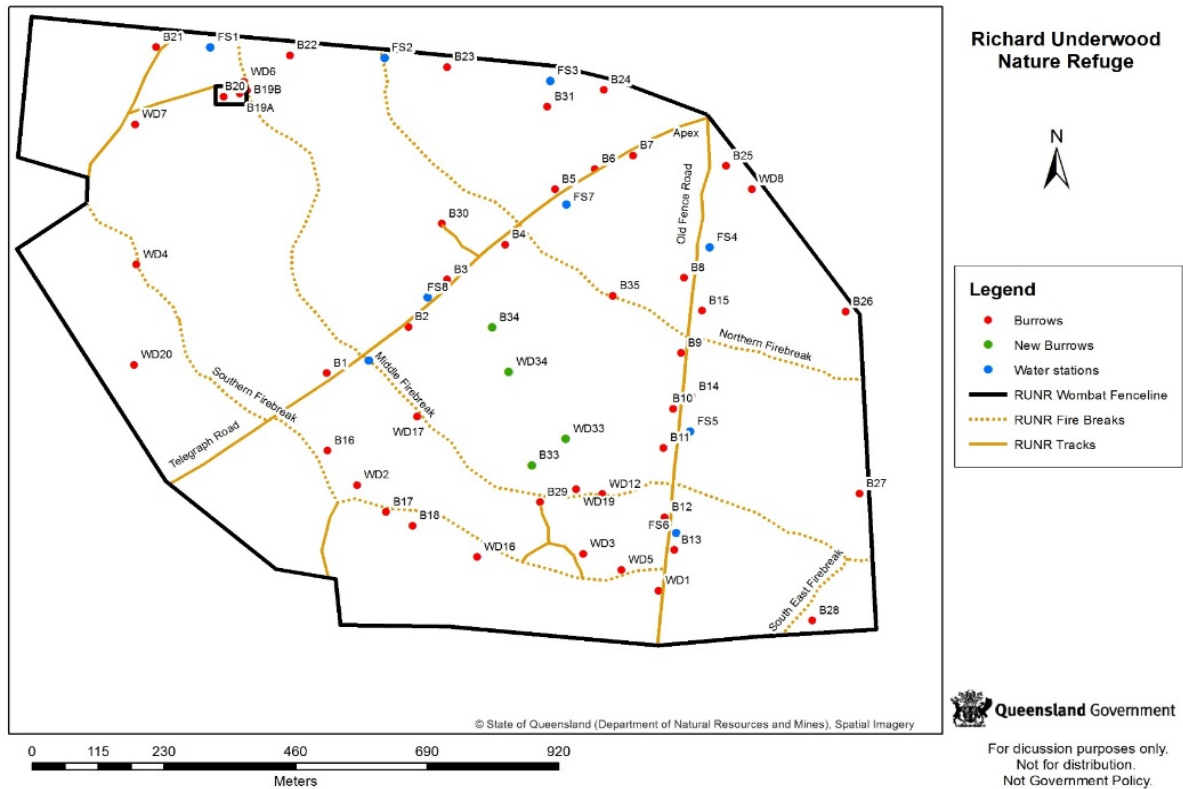 Richard Underwood
Nature Refuge
N
B21
FS1
B22
FS2
B23
FS3
B24
WD6
B20
B19B
B19A
B31
WD7
Apex
B7
B6
B5
FS7
B25
WD8
Old Fence Road
B30
B4
FS4
WD4
B3
FS8
B8
B35
B15
B26
B2
B34
Northern Firebreak
WD20
B1
Middle Firebreak
WD34
B9
Southern Firebreak
B14
B10
WD17
FS5
Telegraph Road
B16
WD33
B11
B33
WD2
B29
WD12
WD19
B27
B17
B18
B12
FS6
B13
WD16
WD3
WD5
WD1
South East Firebreak
B28
Legend
Burrows
New Burrows
Water stations
RUNR Wombat Fenceline
RUNR Fire Breaks
RUNR Tracks
© State of Queensland (Department of Natural Resources and Mines), Spatial Imagery
0 115 230 460 690 920
Meters
Queensland Government
For dicussion purposes only.
Not for distribution.
Not Government Policy.